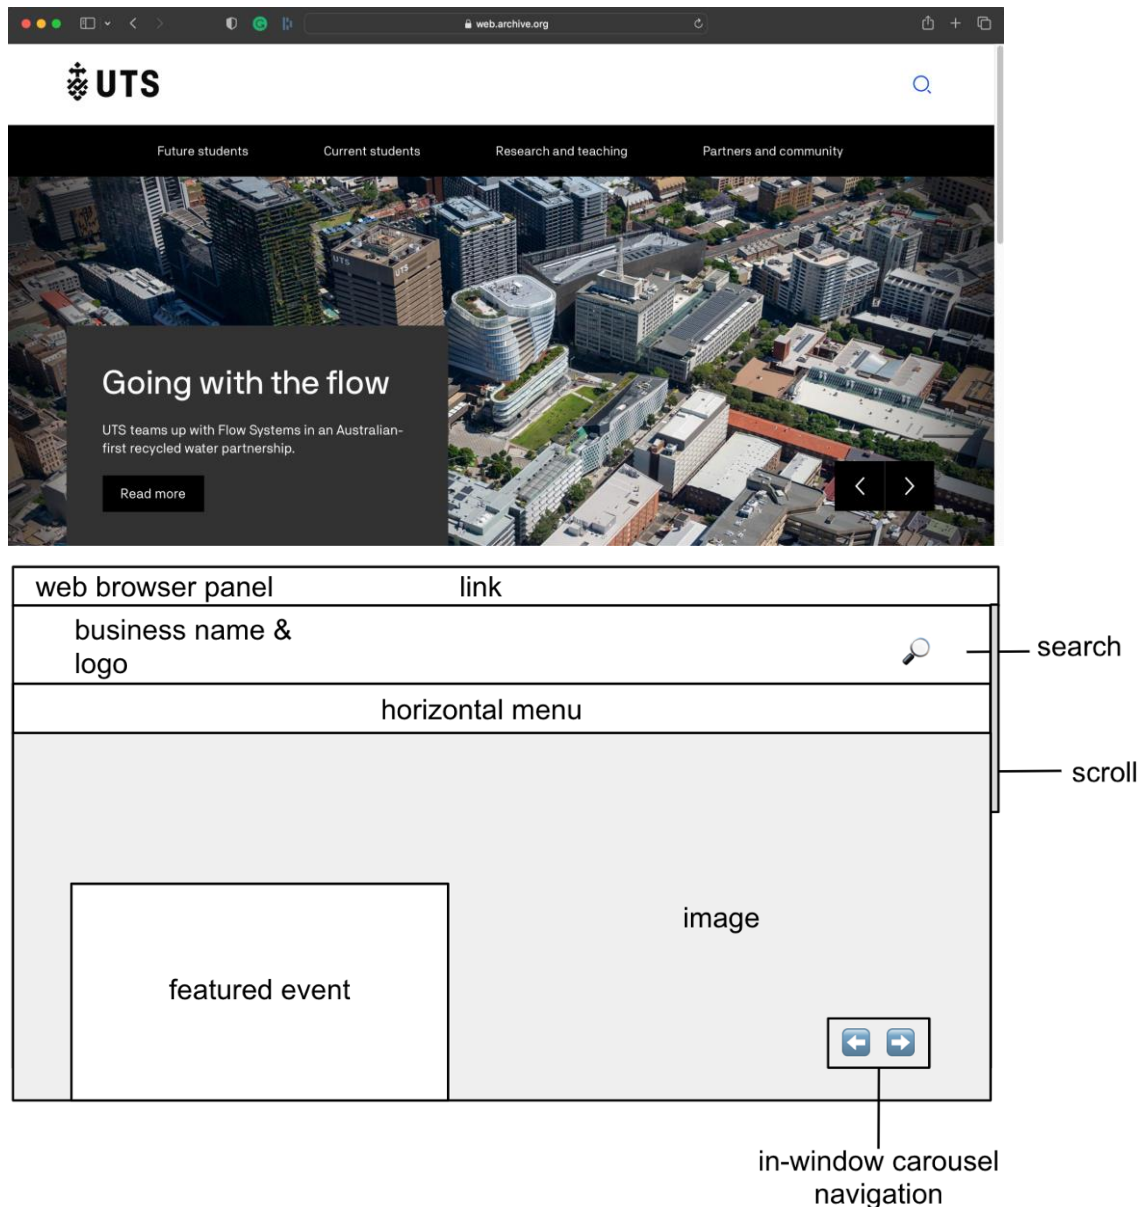 web.archive.org
UTS
Future students Current students Research and teaching Partners and community
UTS UTS
Going with the flow
UTS teams up with Flow Systems in an Australian-
first recycled water partnership.
Read more
web browser panel link
business name &
logo
search
horizontal menu
scroll
image
featured event
in-window carousel
navigation